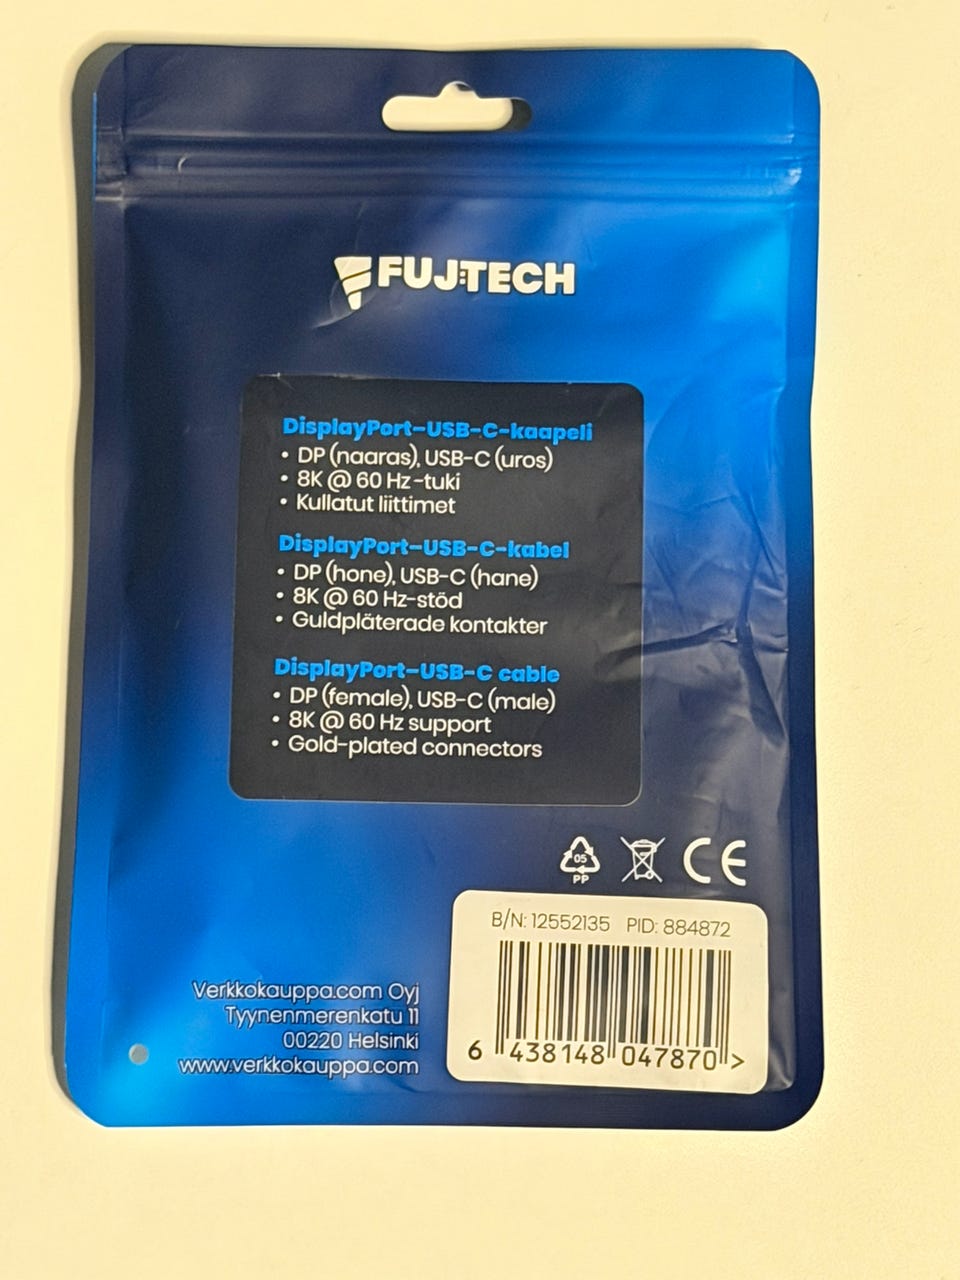 FUJ:TECH
DisplayPort-USB-C-kaapeli
• DP (naaras), USB-C (uros)
• 8K @ 60 Hz -tuki
• Kullatut liittimet
DisplayPort-USB-C-kabel
• DP (hone), USB-C (hane)
• 8K @ 60 Hz-stöd
• Guldpläterade kontakter
DisplayPort-USB-C cable
• DP (female), USB-C (male)
• 8K @ 60 Hz support
• Gold-plated connectors
05
PP
CE
B/N: 12552135 PID: 884872
6 438148 047870 >
Verkkokauppa.com Oyj
Tyynenmerenkatu 11
00220 Helsinki
www.verkkokauppa.com